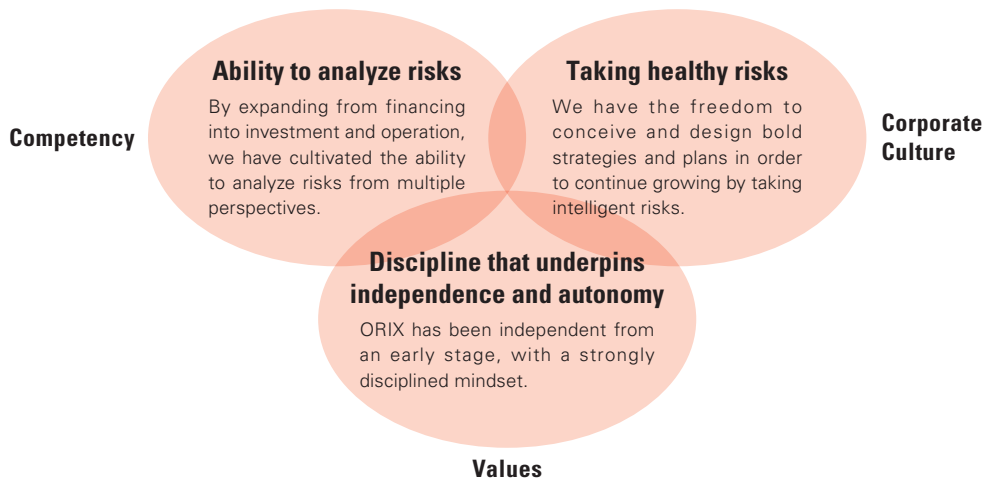 Competency
Ability to analyze risks
By expanding from financing
into investment and operation,
we have cultivated the ability
to analyze risks from multiple
perspectives.
Taking healthy risks
We have the freedom to
conceive and design bold
strategies and plans in order
to continue growing by taking
intelligent risks.
Corporate
Culture
Discipline that underpins
independence and autonomy
ORIX has been independent from
an early stage, with a strongly
disciplined mindset.
Values